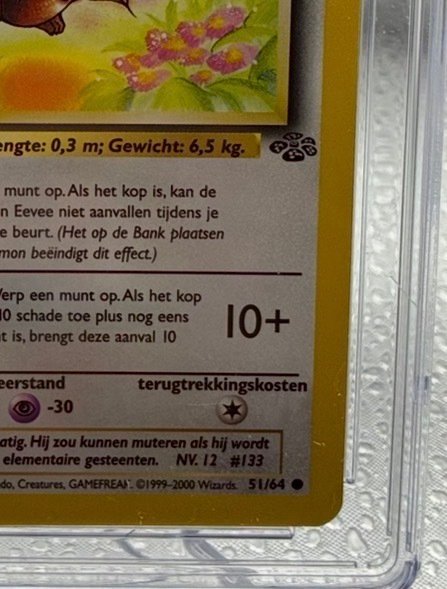 engte: 0,3 m; Gewicht: 6,5 kg.
munt op. Als het kop is, kan de
n Eevee niet aanvallen tijdens je
e beurt. (Het op de Bank plaatsen
mon beëindigt dit effect.)
Werp een munt op. Als het kop
10 schade toe plus nog eens
t is, brengt deze aanval 10
10+
eerstand terugtrekkingskosten
-30
atig. Hij zou kunnen muteren als hij wordt
elementaire gesteenten. NV. 12 #133
do, Creatures, GAMEFREAK. ©1999-2000 Wizards. 51/64